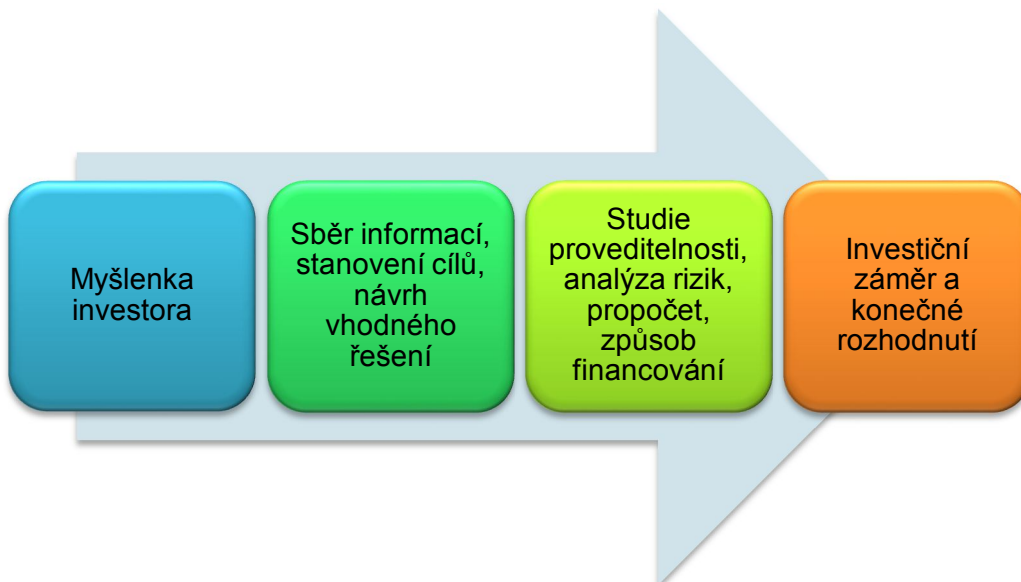 Myšlenka
investora
Sběr informací,
stanovení cílů,
návrh
vhodného
řešení
Studie
proveditelnosti,
analýza rizik,
propočet,
způsob
financování
Investiční
záměr a
konečné
rozhodnutí